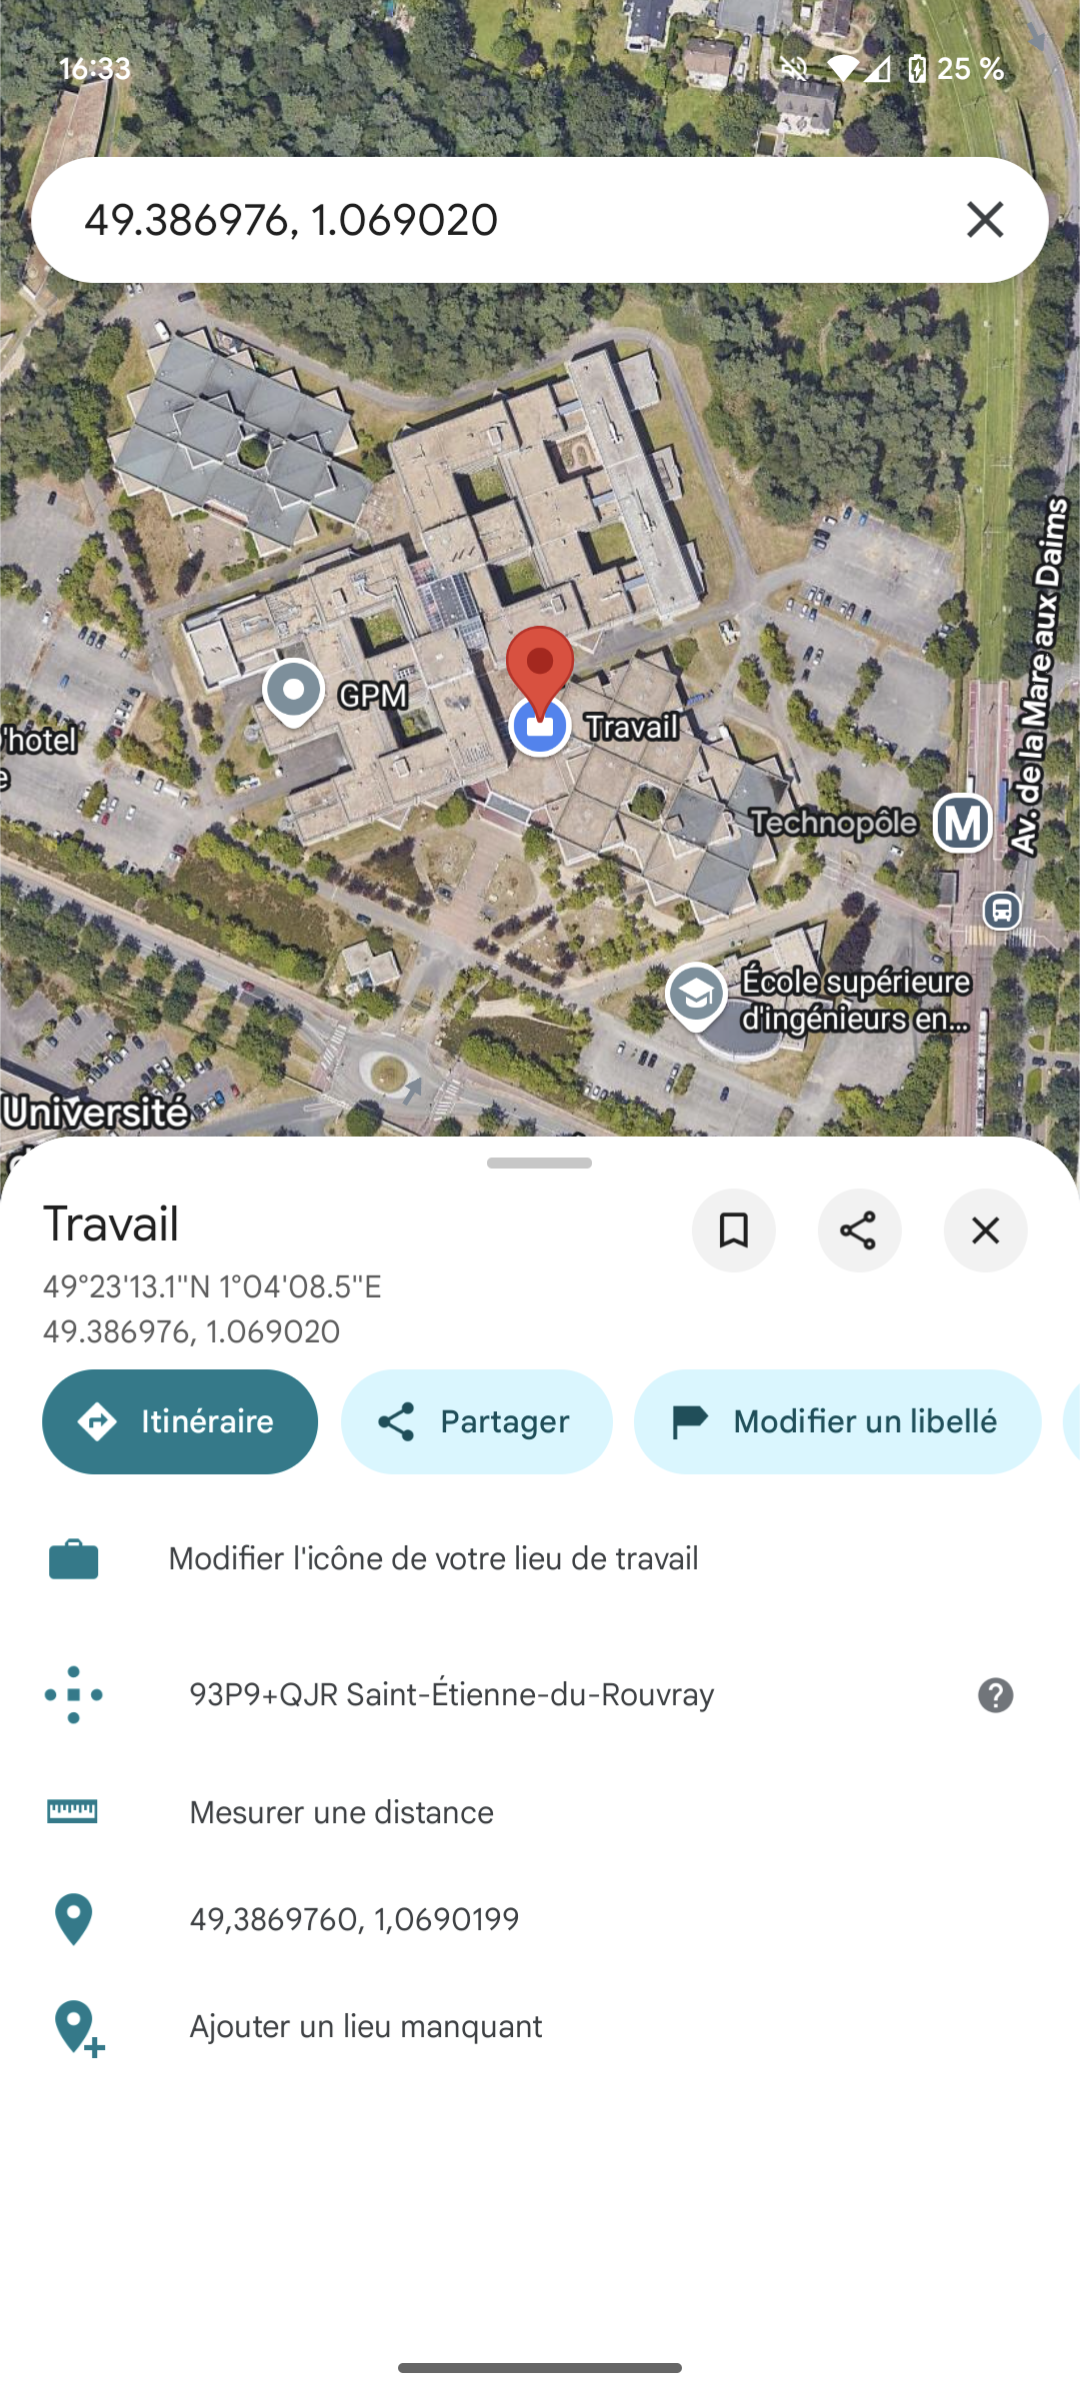 16:33
25 %
49.386976, 1.069020
Av. de la Mare aux Daims
GPM
Travail
'hotel
e
Technopôle
M
École supérieure
d'ingénieurs en...
Université
Travail
49°23'13.1"N 1°04'08.5"E
49.386976, 1.069020
Itinéraire
Partager
Modifier un libellé
Modifier l'icône de votre lieu de travail
93P9+QJR Saint-Étienne-du-Rouvray
?
Mesurer une distance
49,3869760, 1,0690199
Ajouter un lieu manquant